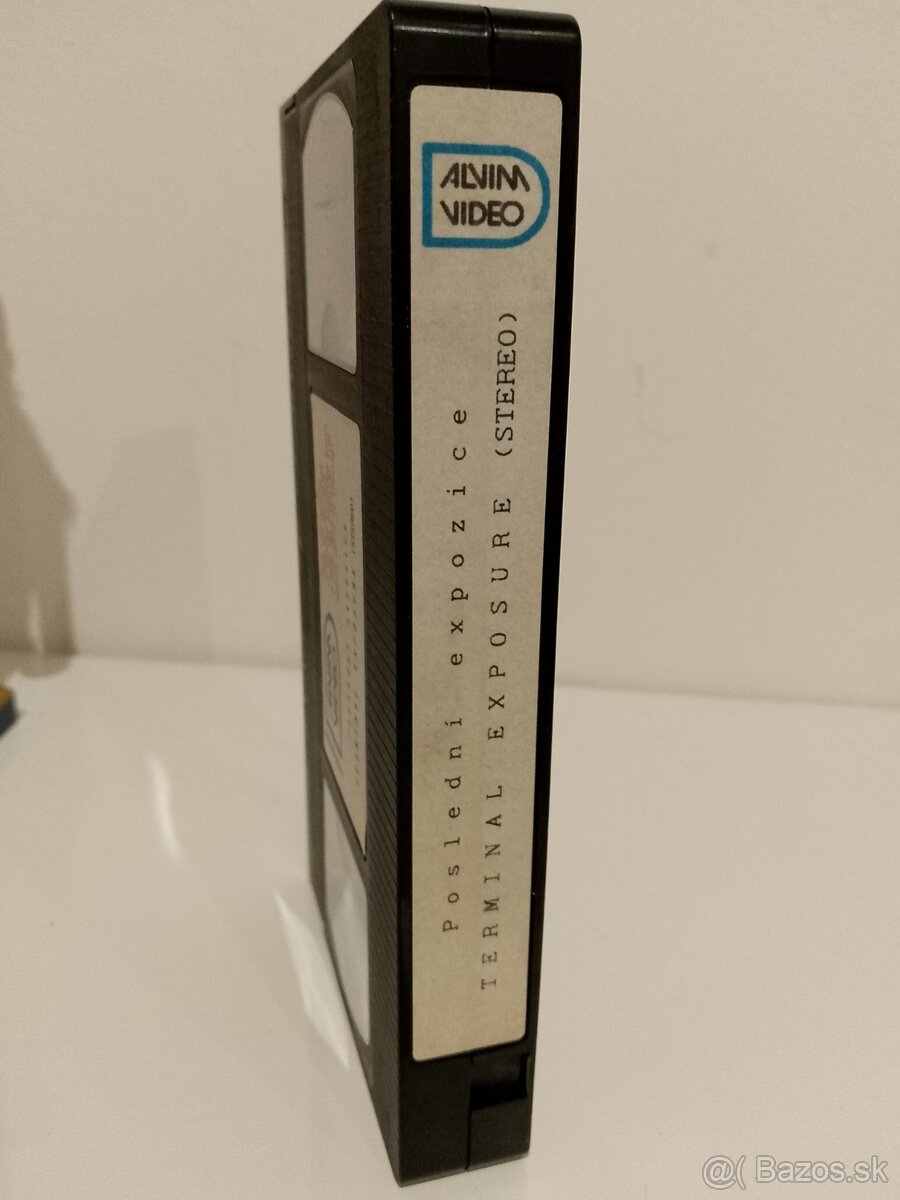 ALVIM
VIDEO
Poslední expozice
TERMINAL EXPOSURE (STEREO)
@( Bazos.sk